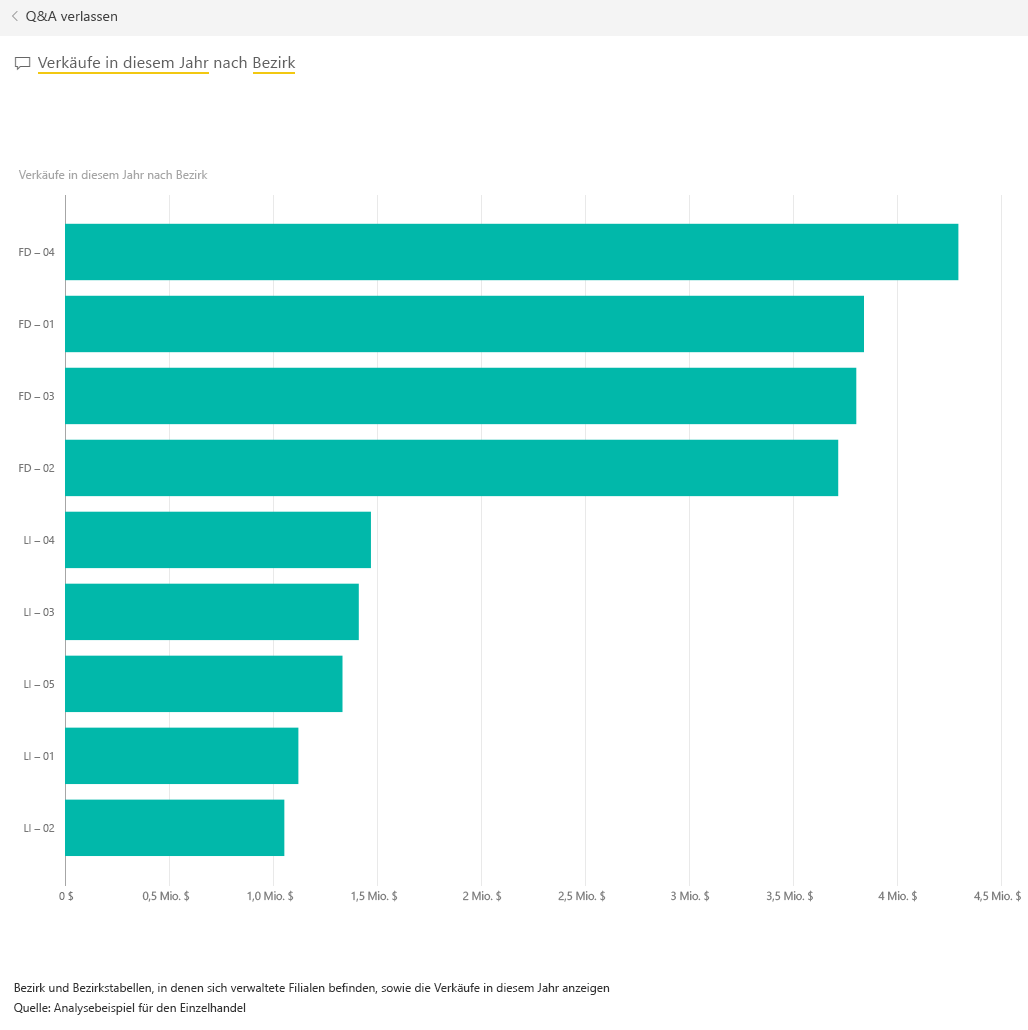 Q&A verlassen
Verkäufe in diesem Jahr nach Bezirk
Verkäufe in diesem Jahr nach Bezirk
FD – 04
FD – 01
FD – 03
FD – 02
LI – 04
LI – 03
LI – 05
LI – 01
LI – 02
0 $ 0,5 Mio. $ 1,0 Mio. $ 1,5 Mio. $ 2 Mio. $ 2,5 Mio. $ 3 Mio. $ 3,5 Mio. $ 4 Mio. $ 4,5 Mio. $
Bezirk und Bezirkstabellen, in denen sich verwaltete Filialen befinden, sowie die Verkäufe in diesem Jahr anzeigen
Quelle: Analysebeispiel für den Einzelhandel